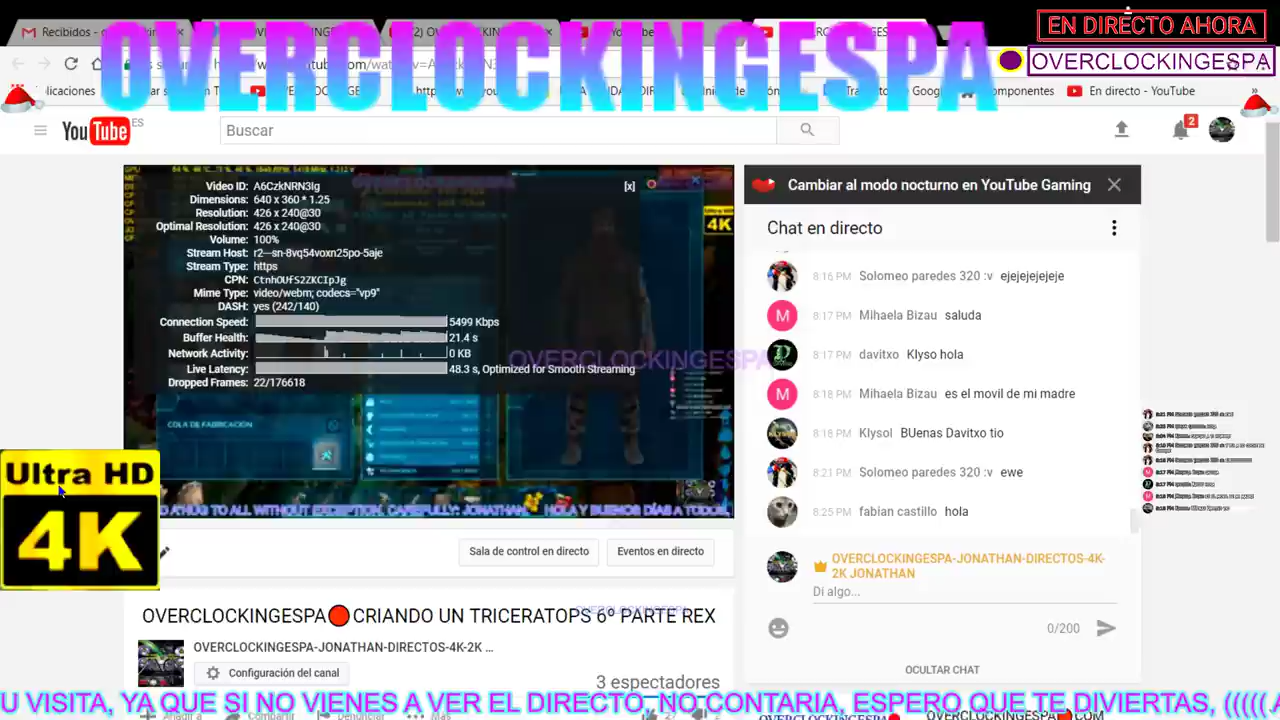 OVERCLOCKINGESPA
EN DIRECTO AHORA
OVERCLOCKINGESPA
Recibidos
En directo - YouTube
YouTube ES
Buscar
2
Video ID: A6CzkNRN3Ig
Dimensions: 640 x 360 * 1.25
Resolution: 426 x 240@30
Optimal Resolution: 426 x 240@30
Volume: 100%
Stream Host: r2---sn-8vq54voxn25po-5aje
Stream Type: https
CPN: CtnhOUfS2ZKCIpJg
Mime Type: video/webm; codecs="vp9"
DASH: yes (242/140)
Connection Speed: 5499 Kbps
Buffer Health: 21.4 s
Network Activity: 0 KB
Live Latency: 48.3 s, Optimized for Smooth Streaming
Dropped Frames: 22/176618
[x]
4K
OVERCLOCKINGESPA
COLA DE FABRICACIÓN
Ultra HD
4K
Sala de control en directo
Eventos en directo
OVERCLOCKINGESPA🔴CRIANDO UN TRICERATOPS 6º PARTE REX
OVERCLOCKINGESPA-JONATHAN-DIRECTOS-4K-2K ...
Configuración del canal
3 espectadores
Cambiar al modo nocturno en YouTube Gaming
Chat en directo
8:16 PM Solomeo paredes 320 :v ejejejejejeje
8:17 PM Mihaela Bizau saluda
8:17 PM davitxo Klyso hola
8:18 PM Mihaela Bizau es el movil de mi madre
8:18 PM Klysol BUenas Davitxo tio
8:21 PM Solomeo paredes 320 :v ewe
8:25 PM fabian castillo hola
OVERCLOCKINGESPA-JONATHAN-DIRECTOS-4K-
2K JONATHAN
Di algo...
0/200
OCULTAR CHAT
U VISITA, YA QUE SI NO VIENES A VER EL DIRECTO, NO CONTARIA, ESPERO QUE TE DIVIERTAS, (((((